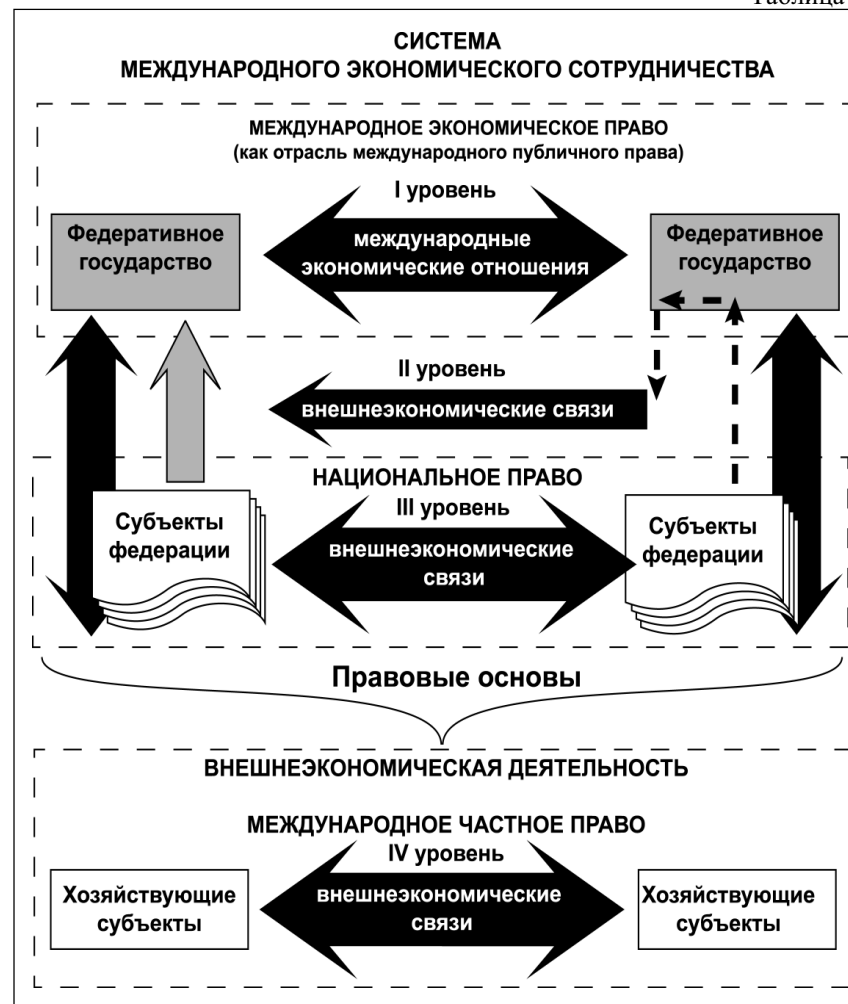 Таблица
СИСТЕМА
МЕЖДУНАРОДНОГО ЭКОНОМИЧЕСКОГО СОТРУДНИЧЕСТВА
МЕЖДУНАРОДНОЕ ЭКОНОМИЧЕСКОЕ ПРАВО
(как отрасль международного публичного права)
I уровень
Федеративное
государство
международные
экономические отношения
Федеративное
государство
II уровень
внешнеэкономические связи
НАЦИОНАЛЬНОЕ ПРАВО
III уровень
Субъекты
федерации
внешнеэкономические
связи
Субъекты
федерации
Правовые основы
ВНЕШНЕЭКОНОМИЧЕСКАЯ ДЕЯТЕЛЬНОСТЬ
МЕЖДУНАРОДНОЕ ЧАСТНОЕ ПРАВО
IV уровень
Хозяйствующие
субъекты
внешнеэкономические
связи
Хозяйствующие
субъекты